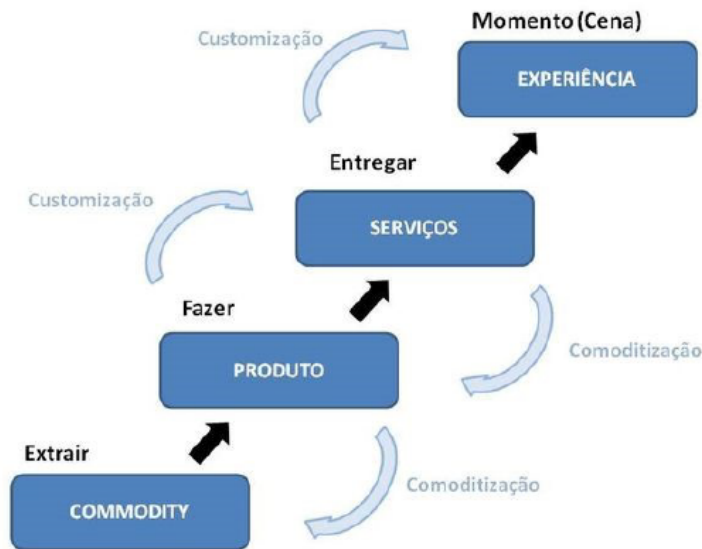 Momento (Cena)
Customização
EXPERIÊNCIA
Entregar
Customização
SERVIÇOS
Fazer
Comoditização
PRODUTO
Extrair
Comoditização
COMMODITY